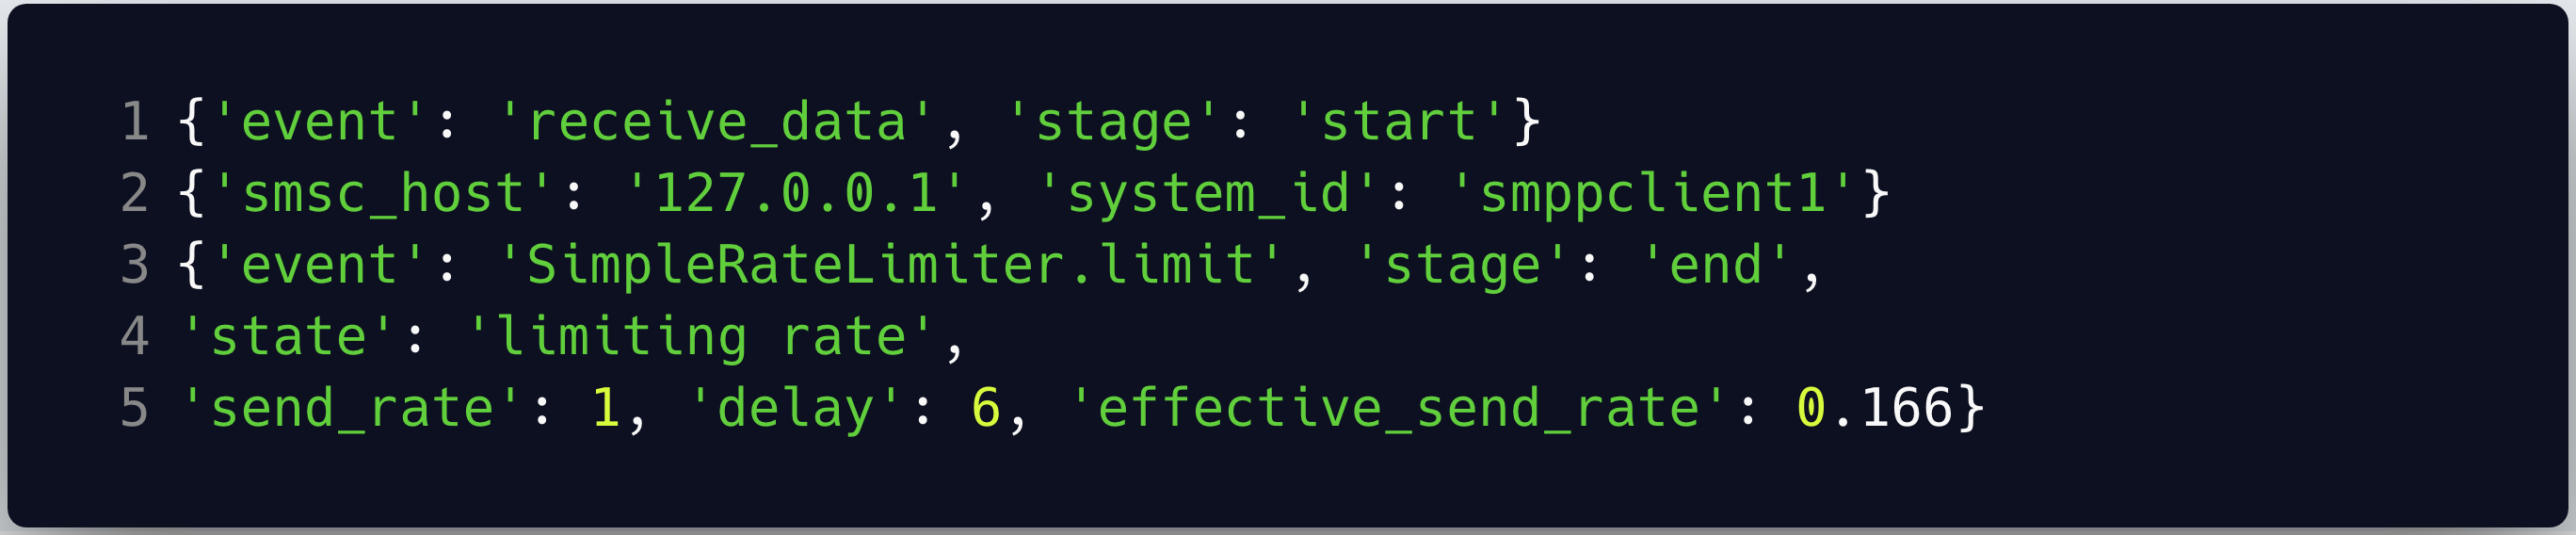 1 {'event': 'receive_data', 'stage': 'start'}
2 {'smsc_host': '127.0.0.1', 'system_id': 'smppclient1'}
3 {'event': 'SimpleRateLimiter.limit', 'stage': 'end',
4 'state': 'limiting rate',
5 'send_rate': 1, 'delay': 6, 'effective_send_rate': 0.166}